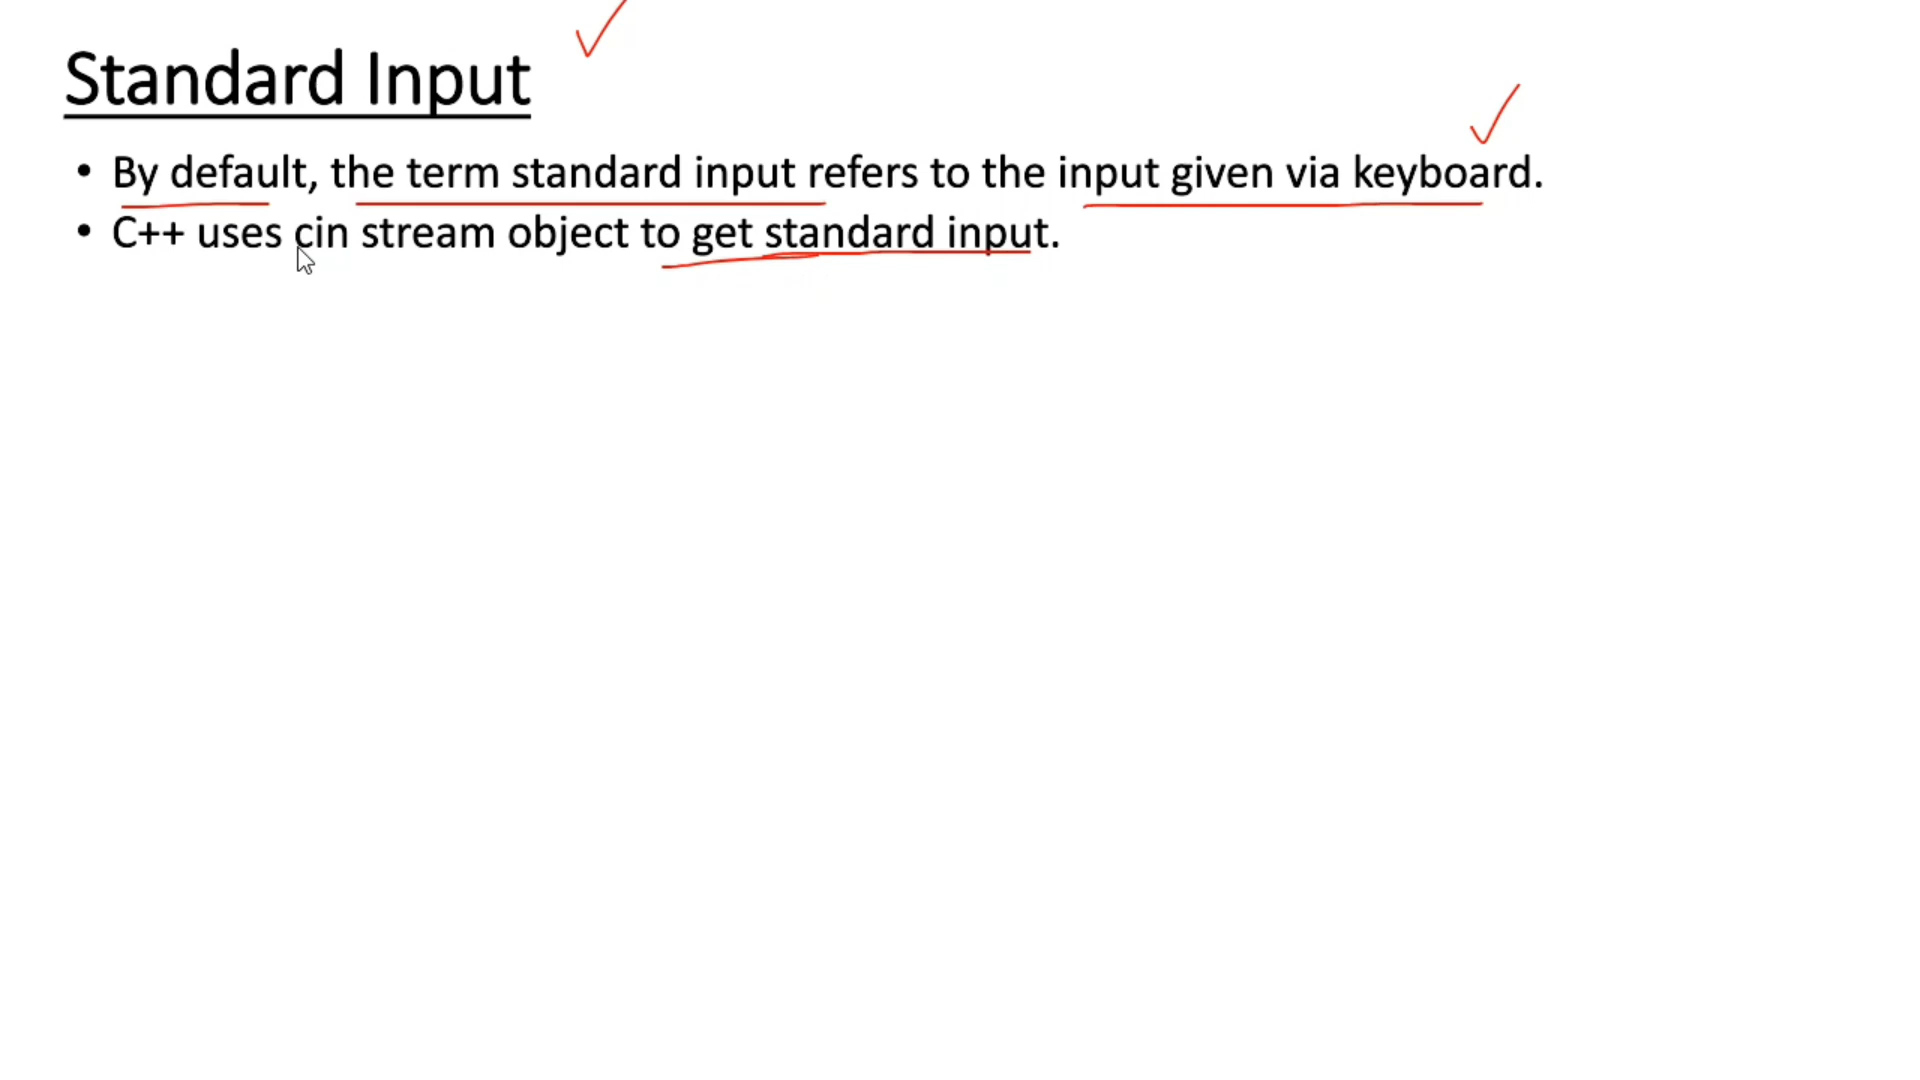 Standard Input
• By default, the term standard input refers to the input given via keyboard.
• C++ uses cin stream object to get standard input.